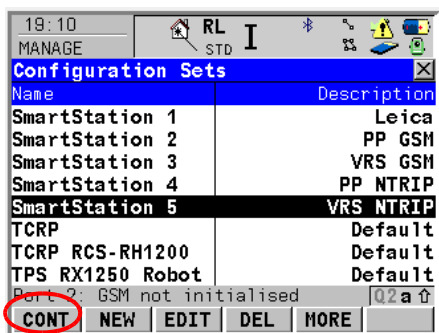 19:10
MANAGE
RL
STD
I
Configuration Sets
Name Description
SmartStation 1 Leica
SmartStation 2 PP GSM
SmartStation 3 VRS GSM
SmartStation 4 PP NTRIP
SmartStation 5 VRS NTRIP
TCRP Default
TCRP RCS-RH1200 Default
TPS RX1250 Robot Default
Port 2: GSM not initialised Q2 a
CONT NEW EDIT DEL MORE